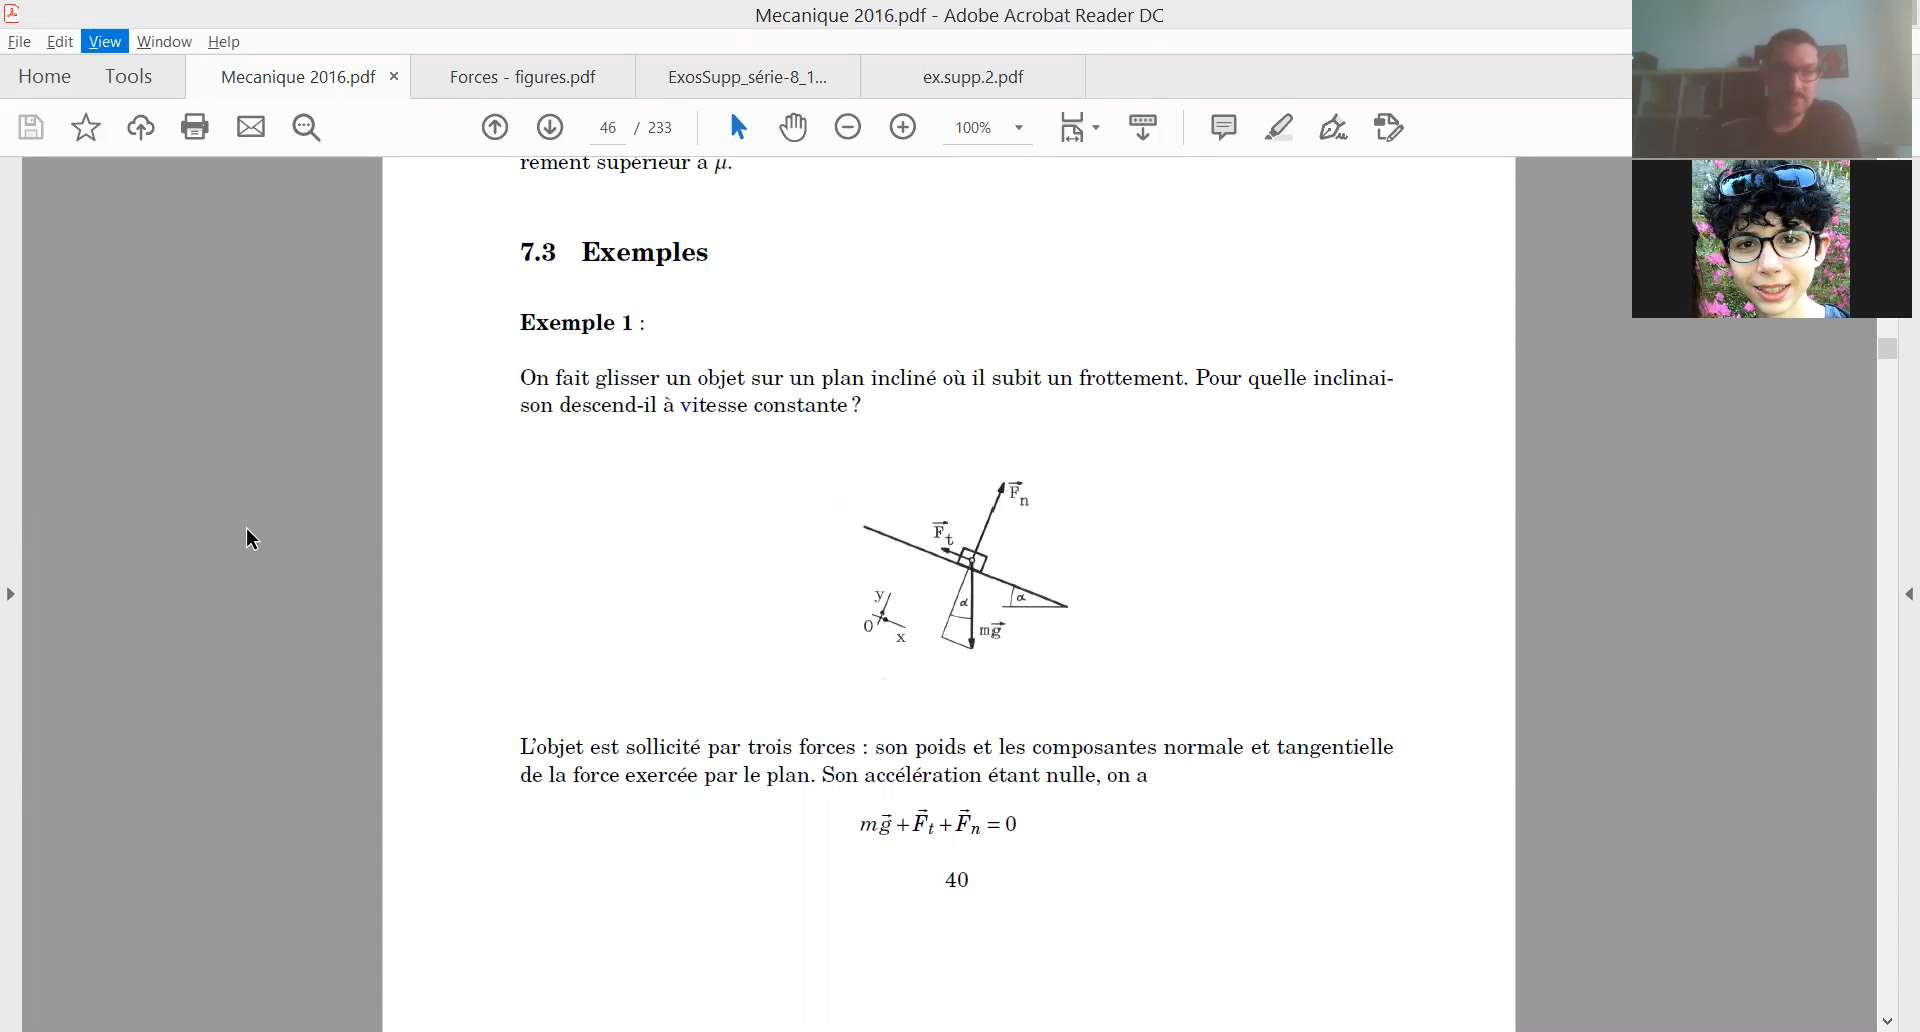 Mecanique 2016.pdf - Adobe Acrobat Reader DC
File Edit View Window Help
Home Tools Mecanique 2016.pdf × Forces - figures.pdf ExosSupp_série-8_1... ex.supp.2.pdf
46 / 233 100%
rement supérieur à μ.
7.3 Exemples
Exemple 1 :
On fait glisser un objet sur un plan incliné où il subit un frottement. Pour quelle inclinai-
son descend-il à vitesse constante ?
F⃗n
F⃗t
α
α
y
O
x
mg⃗
L'objet est sollicité par trois forces : son poids et les composantes normale et tangentielle
de la force exercée par le plan. Son accélération étant nulle, on a
mg⃗ + F⃗t + F⃗n = 0
40